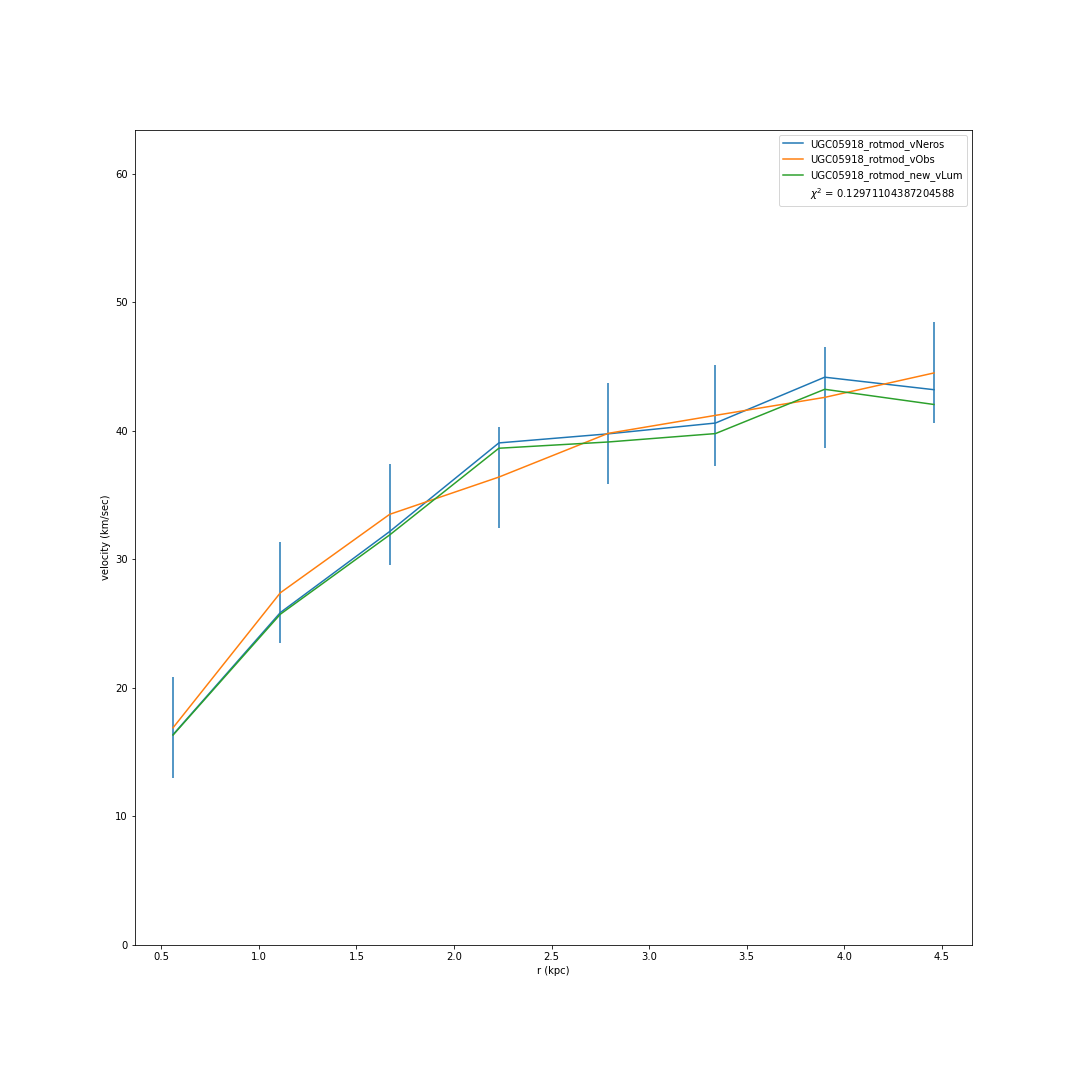 UGC05918_rotmod_vNeros
UGC05918_rotmod_vObs
UGC05918_rotmod_new_vLum
χ² = 0.12971104387204588
60
50
40
30
20
10
0
velocity (km/sec)
0.5 1.0 1.5 2.0 2.5 3.0 3.5 4.0 4.5
r (kpc)